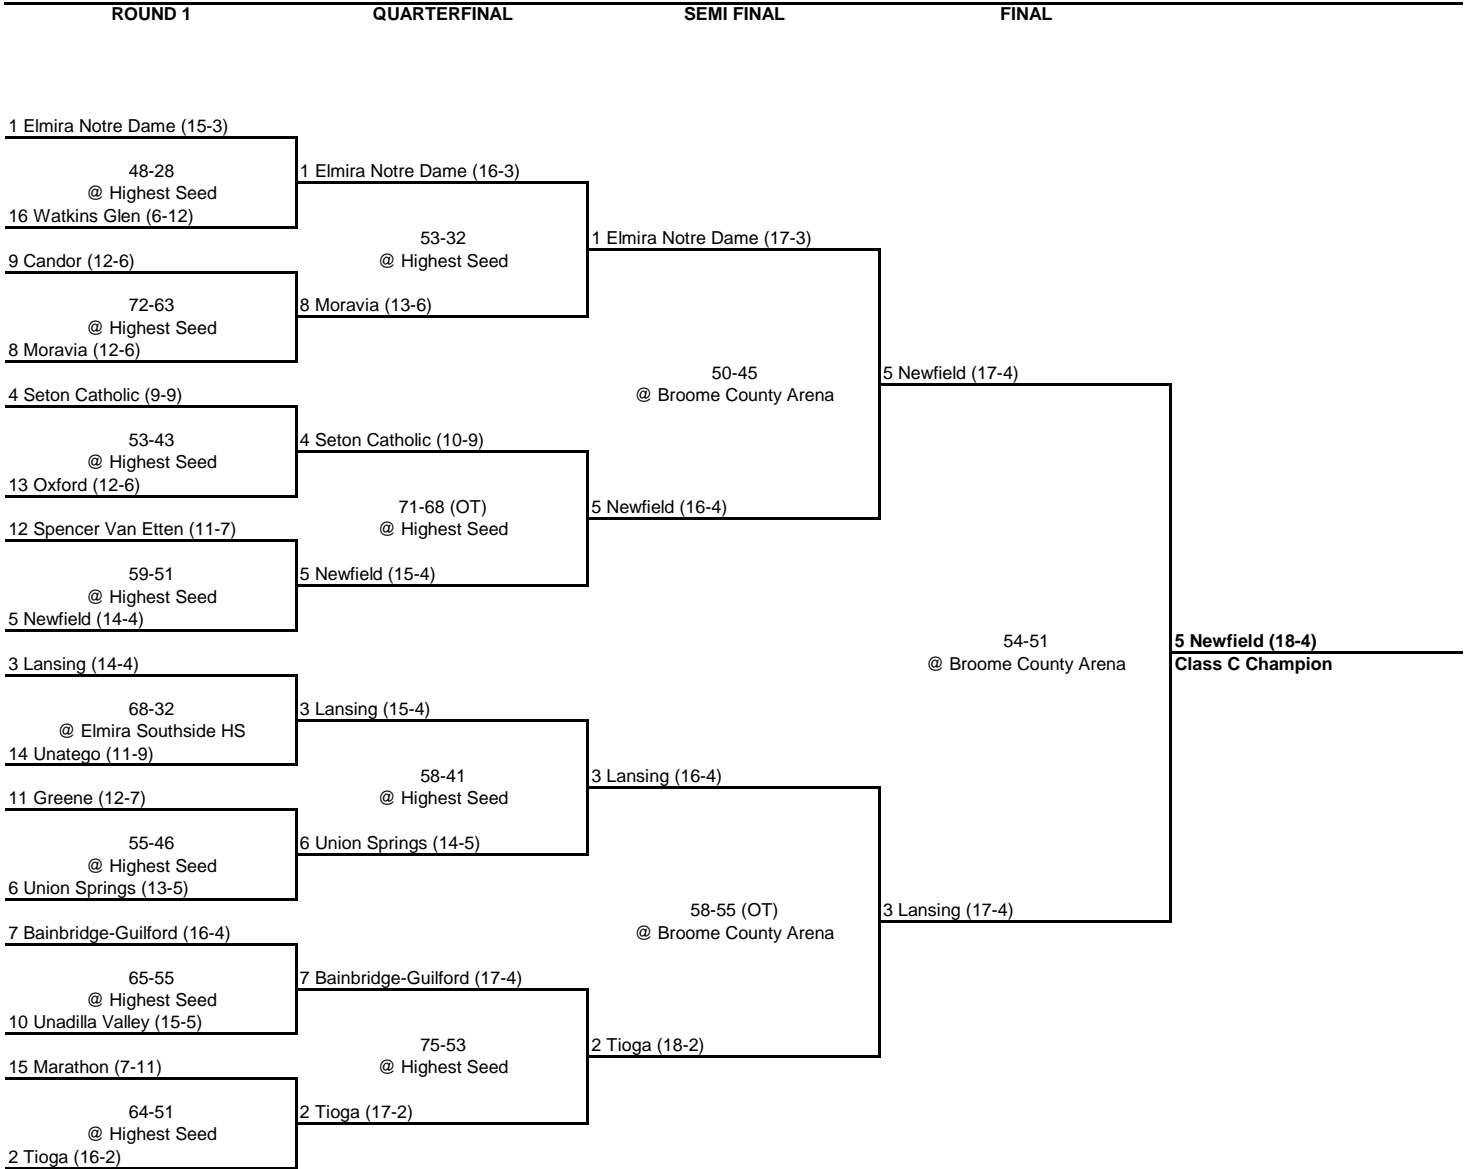 ROUND 1
QUARTERFINAL
SEMI FINAL
FINAL
1 Elmira Notre Dame (15-3)
48-28
@ Highest Seed
16 Watkins Glen (6-12)
9 Candor (12-6)
72-63
@ Highest Seed
8 Moravia (12-6)
4 Seton Catholic (9-9)
53-43
@ Highest Seed
13 Oxford (12-6)
12 Spencer Van Etten (11-7)
59-51
@ Highest Seed
5 Newfield (14-4)
3 Lansing (14-4)
68-32
@ Elmira Southside HS
14 Unatego (11-9)
11 Greene (12-7)
55-46
@ Highest Seed
6 Union Springs (13-5)
7 Bainbridge-Guilford (16-4)
65-55
@ Highest Seed
10 Unadilla Valley (15-5)
15 Marathon (7-11)
64-51
@ Highest Seed
2 Tioga (16-2)
1 Elmira Notre Dame (16-3)
53-32
@ Highest Seed
8 Moravia (13-6)
4 Seton Catholic (10-9)
71-68 (OT)
@ Highest Seed
5 Newfield (15-4)
3 Lansing (15-4)
58-41
@ Highest Seed
6 Union Springs (14-5)
7 Bainbridge-Guilford (17-4)
75-53
@ Highest Seed
2 Tioga (17-2)
1 Elmira Notre Dame (17-3)
50-45
@ Broome County Arena
5 Newfield (16-4)
3 Lansing (16-4)
58-55 (OT)
@ Broome County Arena
2 Tioga (18-2)
5 Newfield (17-4)
54-51
@ Broome County Arena
3 Lansing (17-4)
5 Newfield (18-4)
Class C Champion